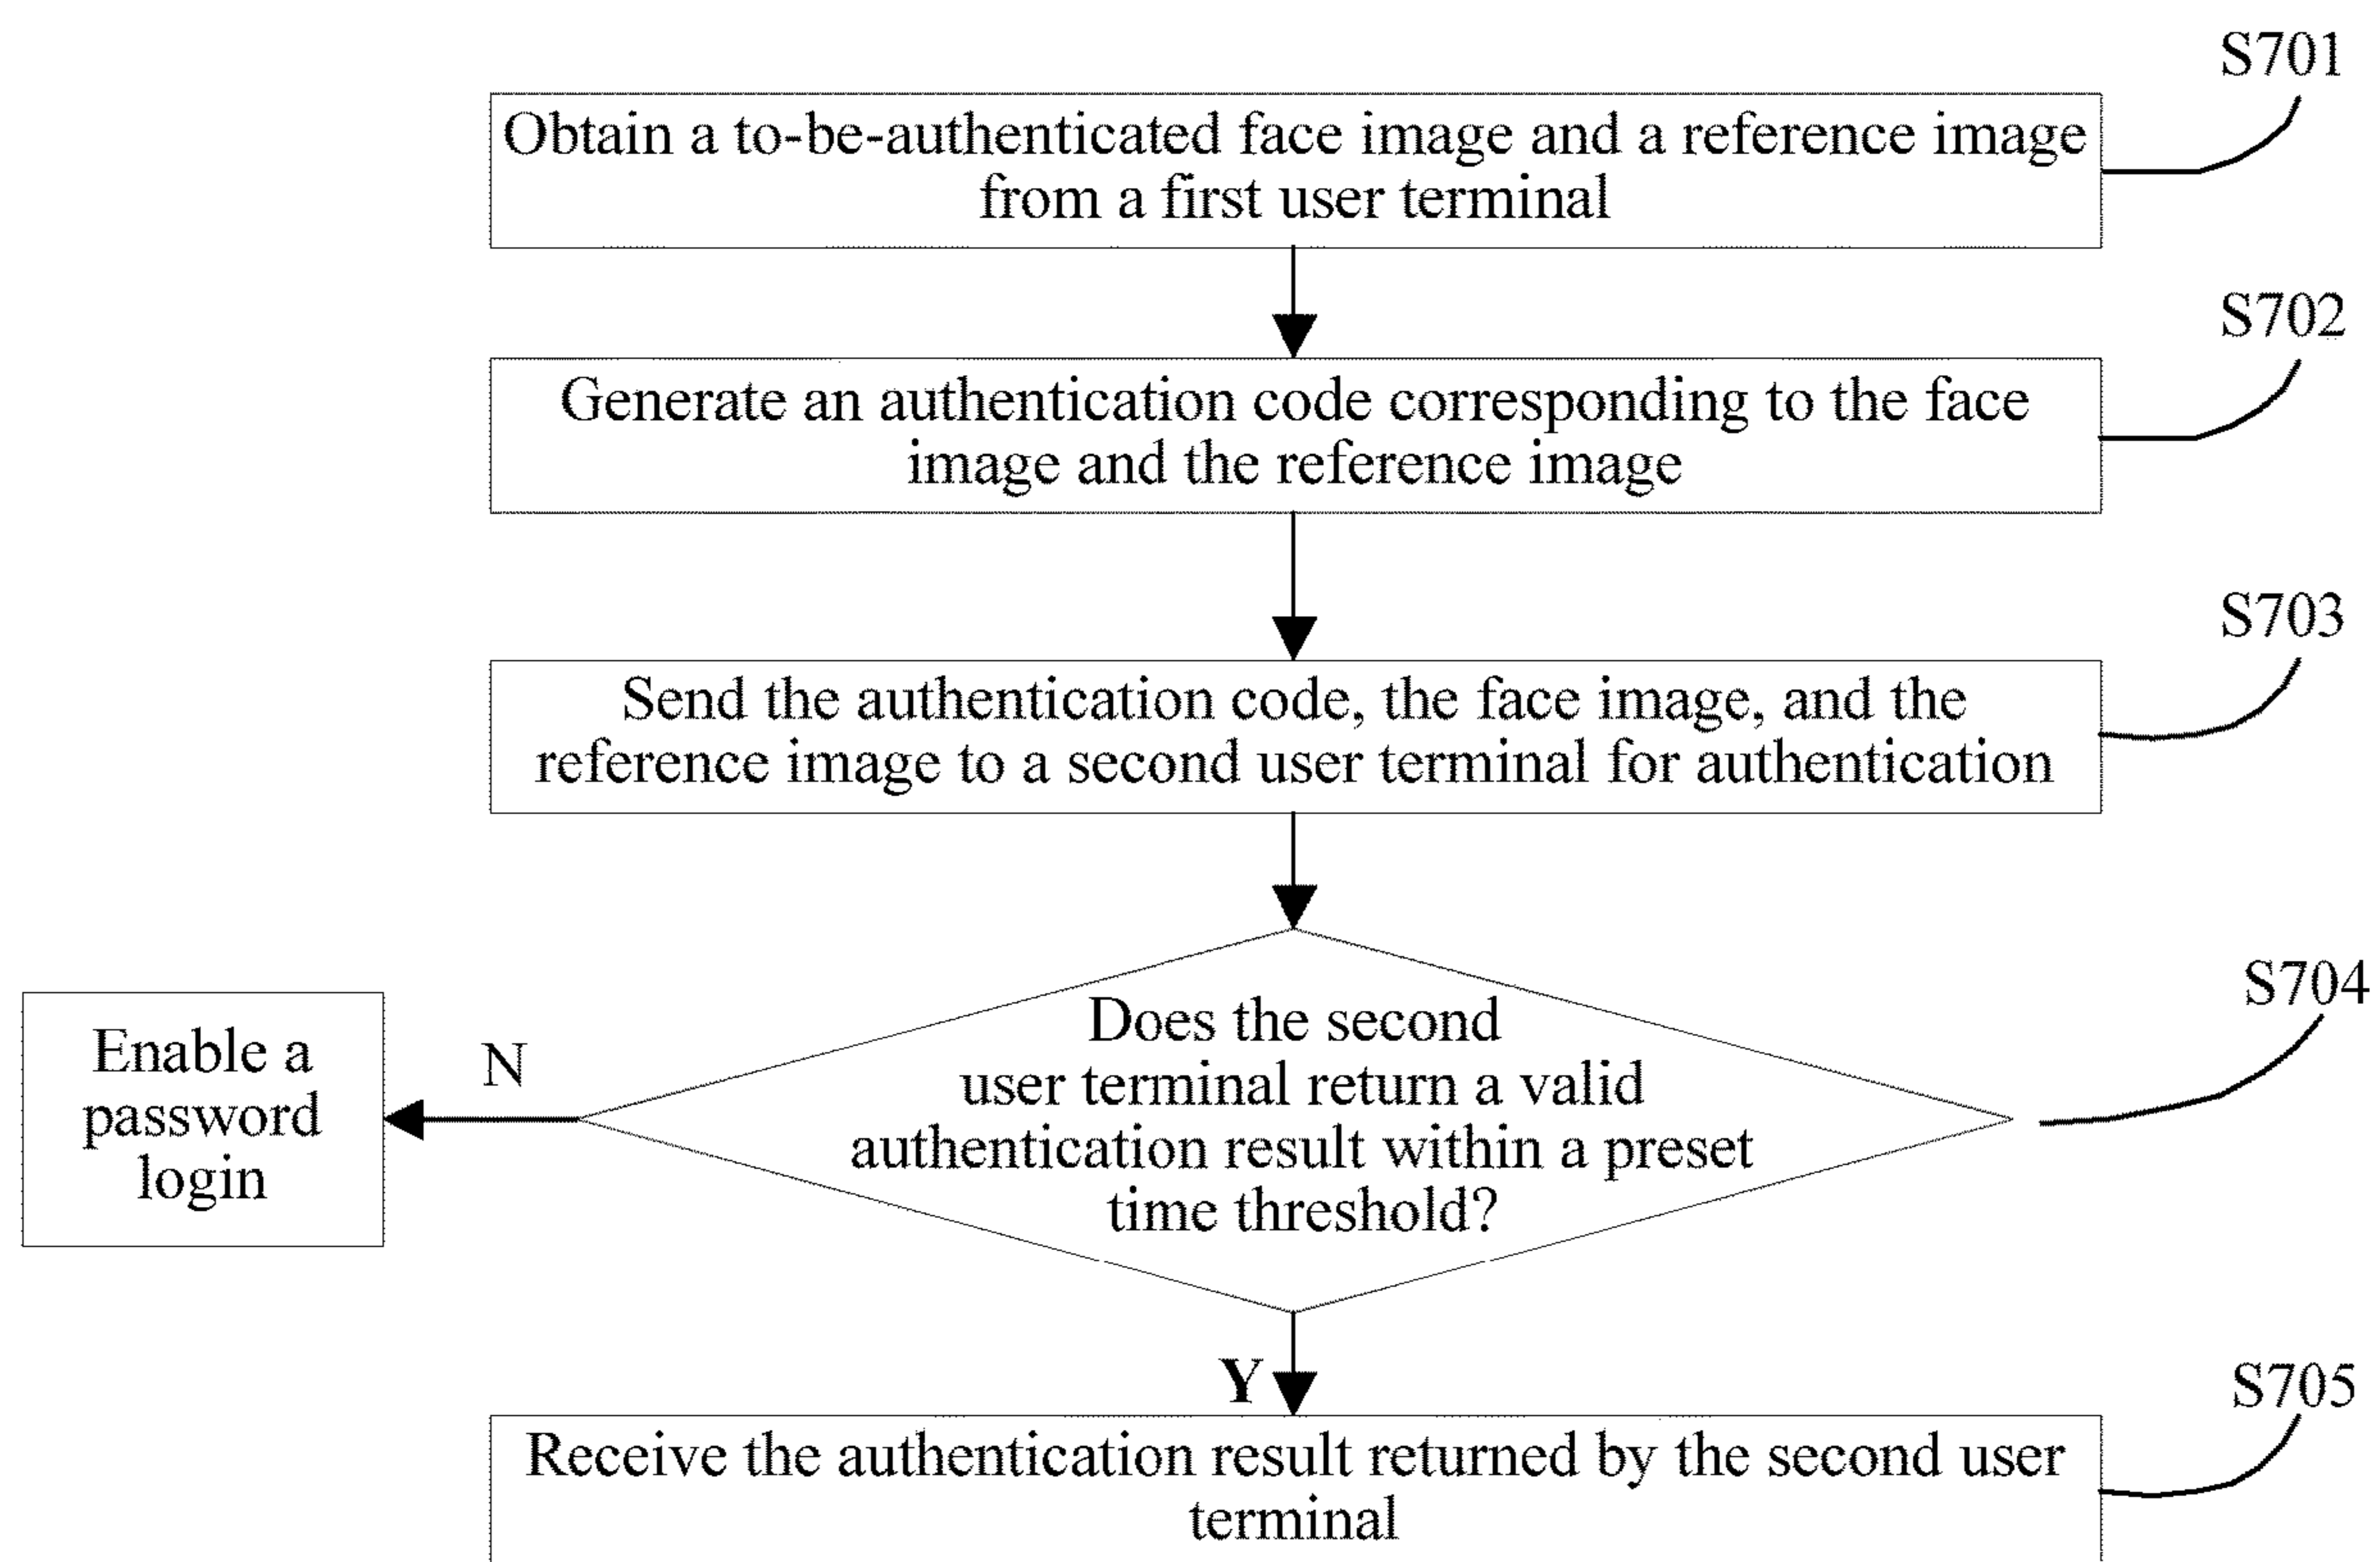 S701
Obtain a to-be-authenticated face image and a reference image
from a first user terminal
S702
Generate an authentication code corresponding to the face
image and the reference image
S703
Send the authentication code, the face image, and the
reference image to a second user terminal for authentication
S704
Does the second
user terminal return a valid
authentication result within a preset
time threshold?
N
Enable a
password
login
Y
S705
Receive the authentication result returned by the second user
terminal